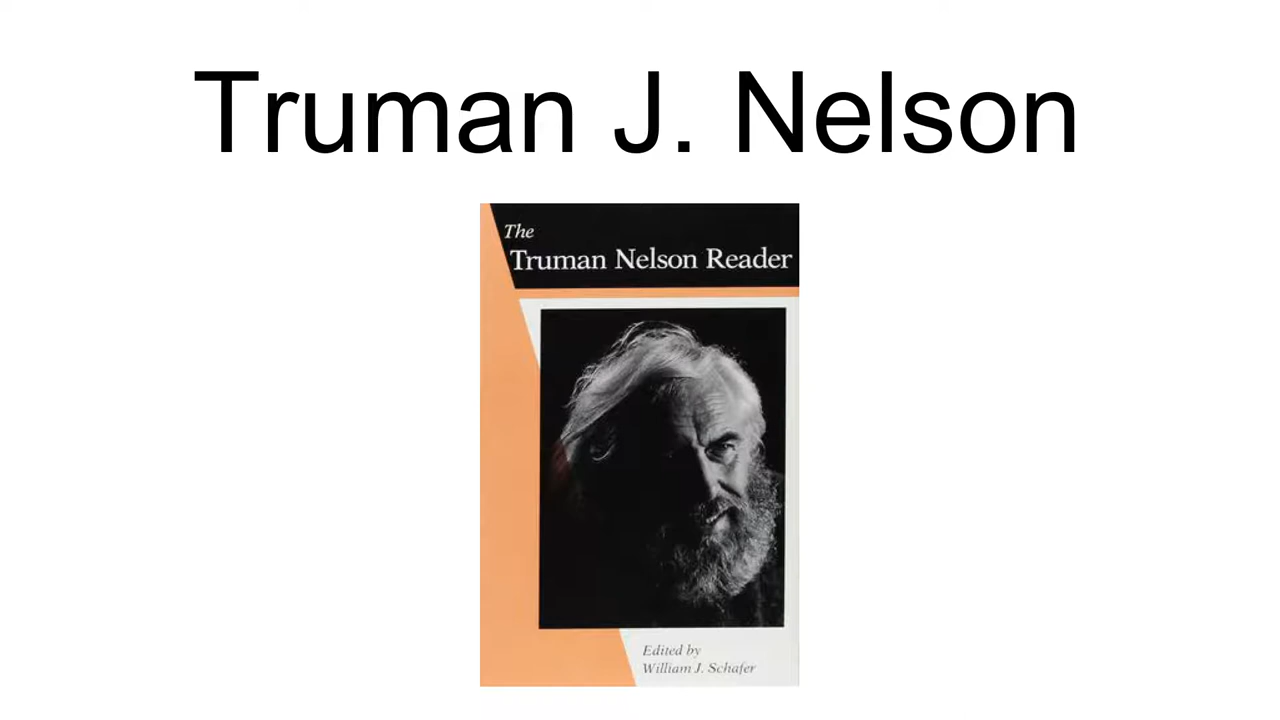 Truman J. Nelson
The
Truman Nelson Reader
Edited by
William J. Schafer